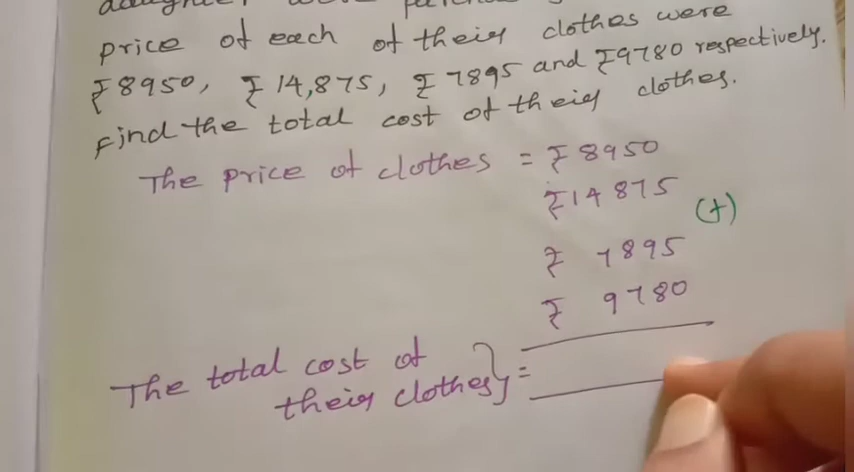 price of each of their clothes were
₹8950, ₹14,875, ₹7895 and ₹9780 respectively.
Find the total cost of their clothes.
The price of clothes = ₹8950
₹14875
(+)
₹ 7895
₹ 9780
The total cost of
their clothes} =